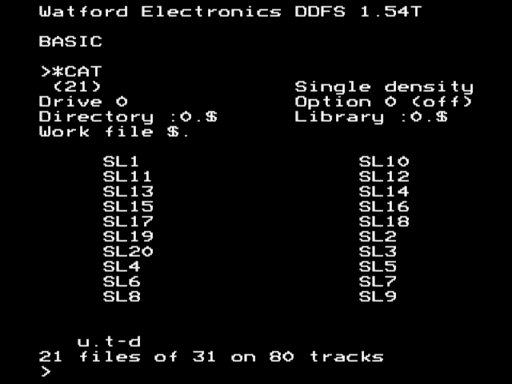 Watford Electronics DDFS 1.54T
BASIC
>*CAT
(21) Single density
Drive 0 Option 0 (off)
Directory :0.$ Library :0.$
Work file $.
SL1 SL10
SL11 SL12
SL13 SL14
SL15 SL16
SL17 SL18
SL19 SL2
SL20 SL3
SL4 SL5
SL6 SL7
SL8 SL9
u.t-d
21 files of 31 on 80 tracks
>